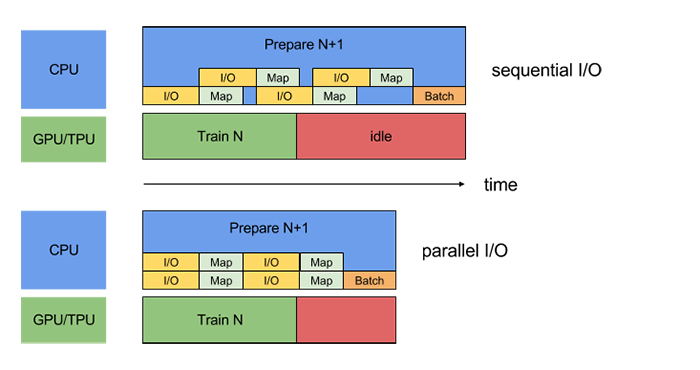 CPU
Prepare N+1
I/O
Map
I/O
Map
I/O
Map
I/O
Map
Batch
sequential I/O
GPU/TPU
Train N
idle
time
CPU
Prepare N+1
I/O
Map
I/O
Map
I/O
Map
I/O
Map
Batch
parallel I/O
GPU/TPU
Train N